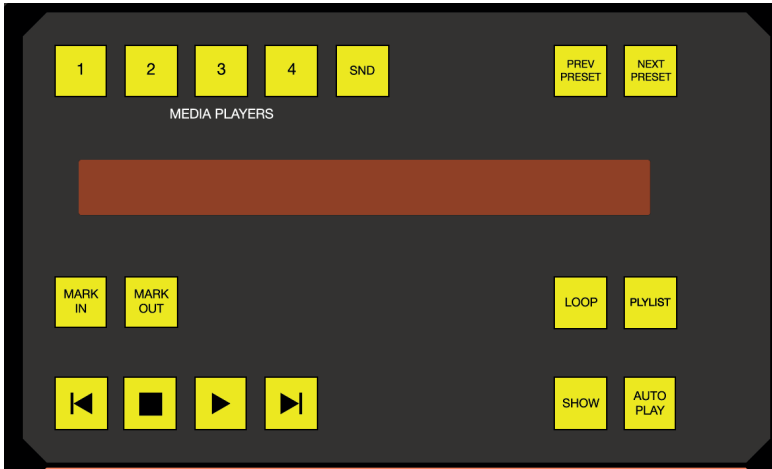 1 2 3 4 SND
PREV NEXT
PRESET PRESET
MEDIA PLAYERS
MARK MARK
IN OUT
LOOP PLYLIST
SHOW
AUTO
PLAY